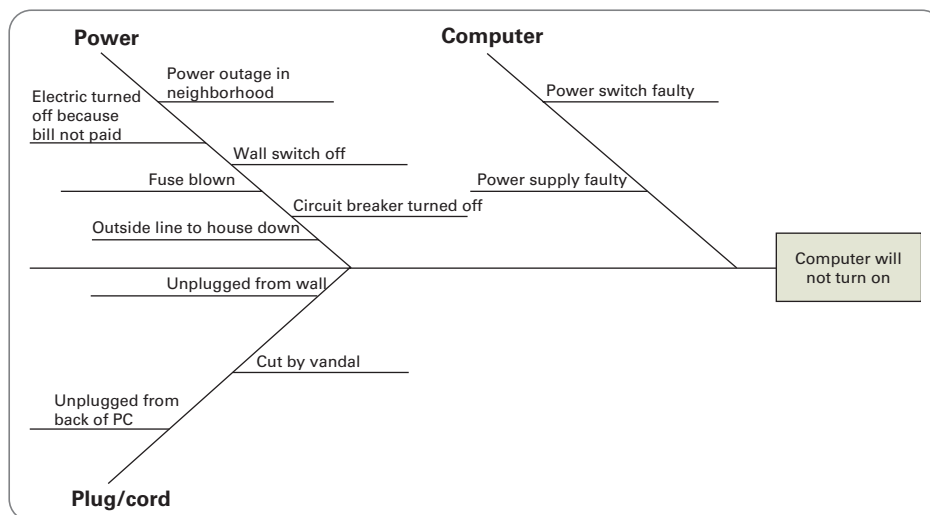 Power
Computer
Power outage in
neighborhood
Electric turned
off because
bill not paid
Power switch faulty
Wall switch off
Fuse blown
Power supply faulty
Circuit breaker turned off
Outside line to house down
Computer will
not turn on
Unplugged from wall
Cut by vandal
Unplugged from
back of PC
Plug/cord